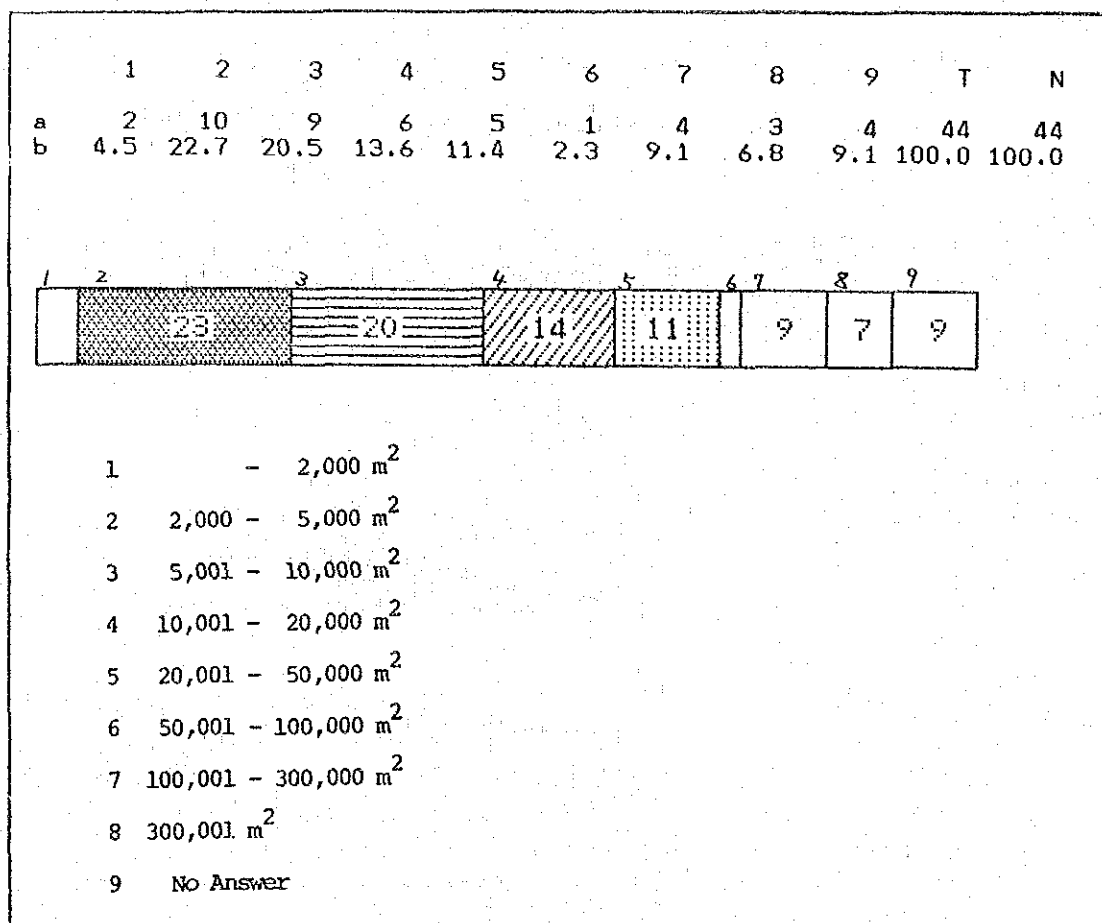 1 2 3 4 5 6 7 8 9 T N
a 2 10 9 6 5 1 4 3 4 44 44
b 4.5 22.7 20.5 13.6 11.4 2.3 9.1 6.8 9.1 100.0 100.0
1 2 3 4 5 6 7 8 9
23 20 14 11 9 7 9
1 - 2,000 m²
2 2,000 - 5,000 m²
3 5,001 - 10,000 m²
4 10,001 - 20,000 m²
5 20,001 - 50,000 m²
6 50,001 - 100,000 m²
7 100,001 - 300,000 m²
8 300,001 m²
9 No Answer